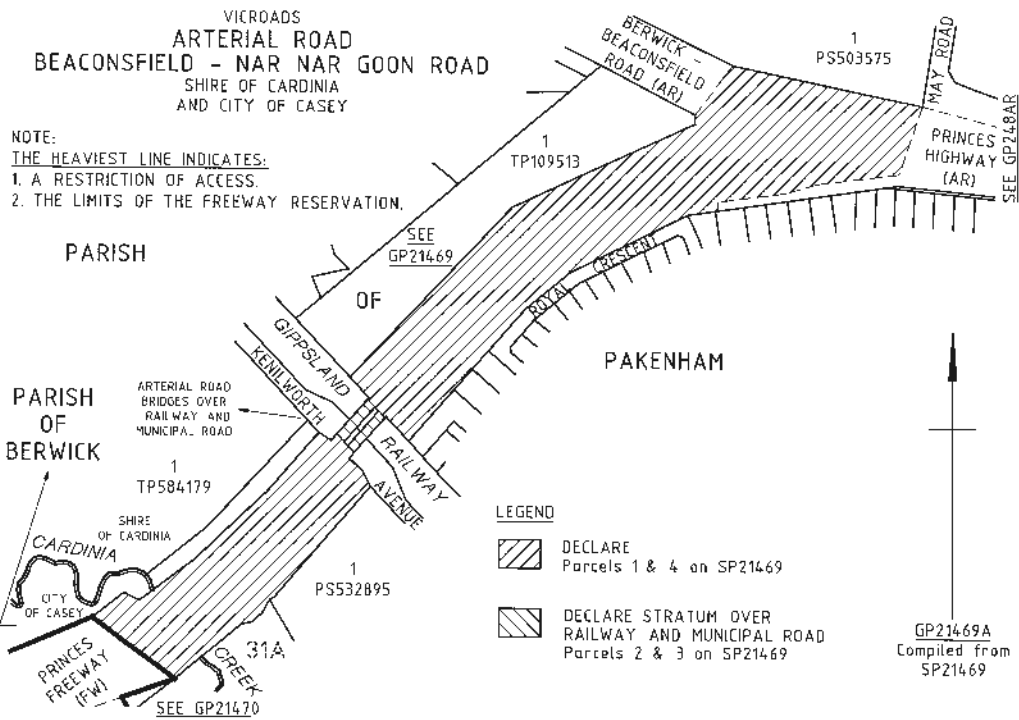 VICROADS
ARTERIAL ROAD
BEACONSFIELD - NAR NAR GOON ROAD
SHIRE OF CARDINIA
AND CITY OF CASEY
NOTE:
THE HEAVIEST LINE INDICATES:
1. A RESTRICTION OF ACCESS.
2. THE LIMITS OF THE FREEWAY RESERVATION.
BERWICK -
BEACONSFIELD
ROAD (AR)
1
PS503575
MAY ROAD
PRINCES
HIGHWAY
(AR)
SEE GP248AR
1
TP109513
PARISH
SEE
GP21469
OF
ROYAL CRESCENT
PAKENHAM
GIPPSLAND
RAILWAY
KENILWORTH
AVENUE
ARTERIAL ROAD
BRIDGES OVER
RAILWAY AND
MUNICIPAL ROAD
PARISH
OF
BERWICK
1
TP584179
SHIRE
OF CARDINIA
CARDINIA
CITY
OF CASEY
1
PS532895
31A
CREEK
PRINCES
FREEWAY
(FW)
SEE GP21470
LEGEND
DECLARE
Parcels 1 & 4 on SP21469
DECLARE STRATUM OVER
RAILWAY AND MUNICIPAL ROAD
Parcels 2 & 3 on SP21469
GP21469A
Compiled from
SP21469